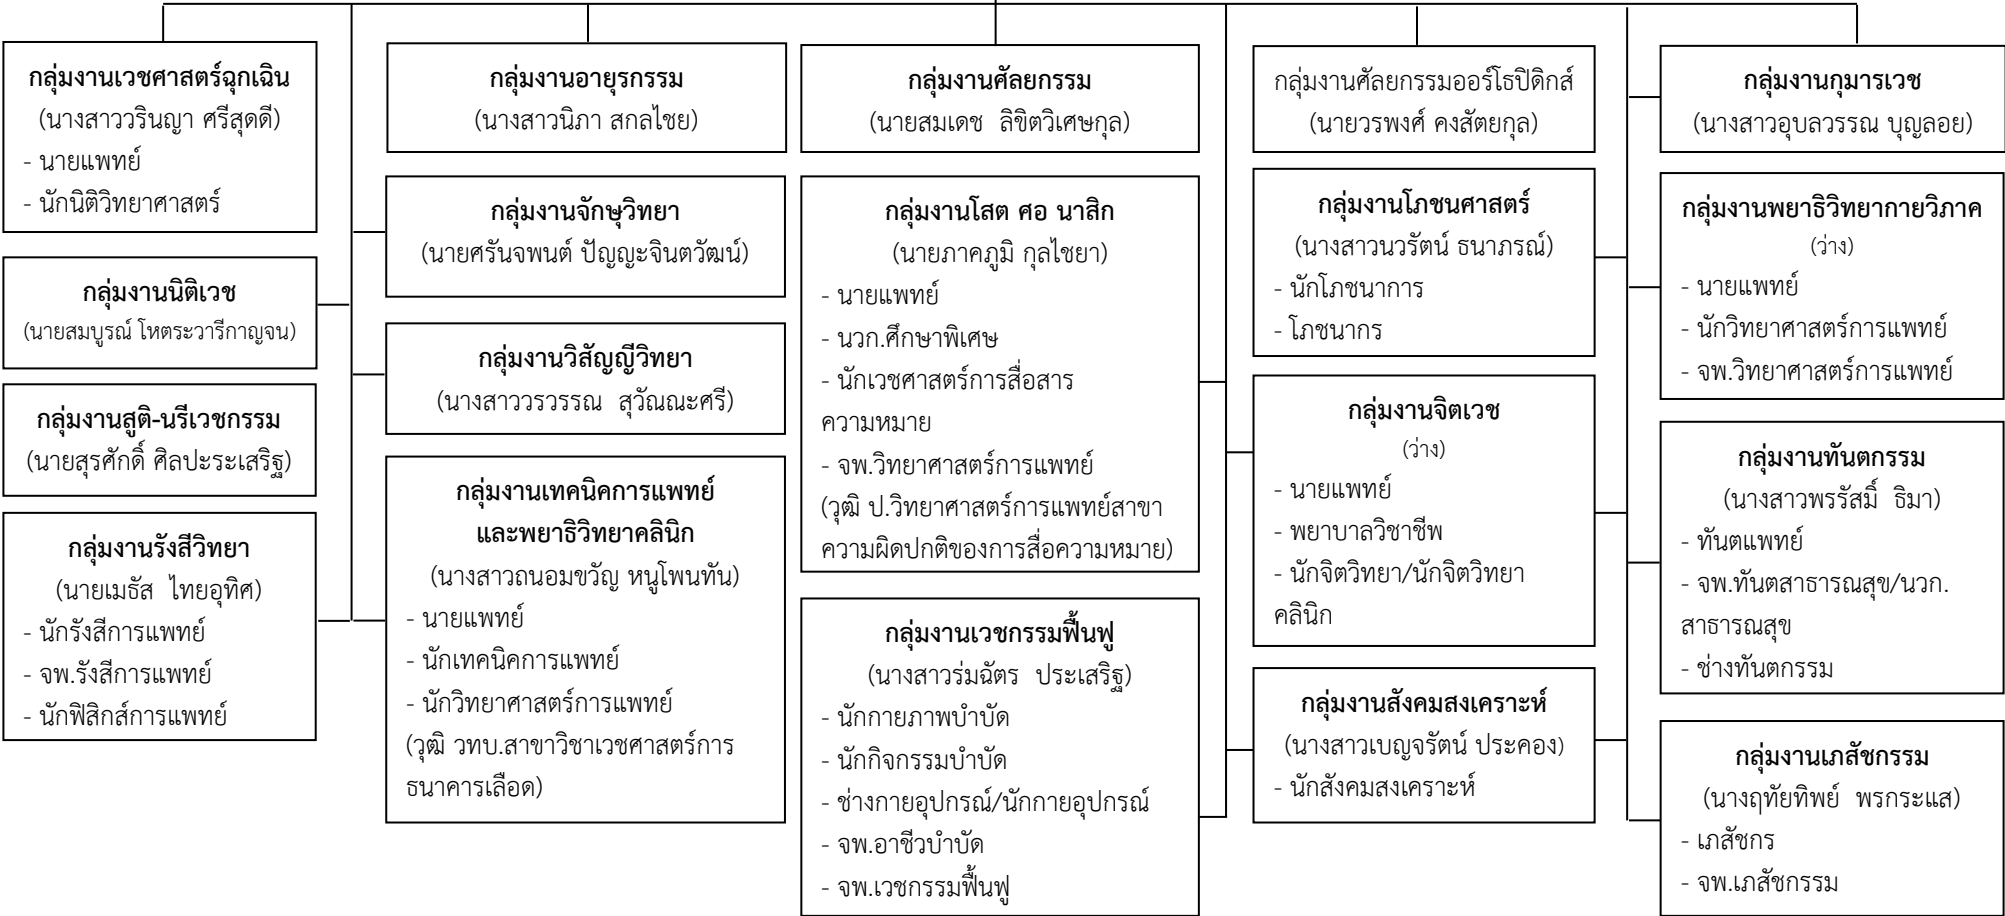 กลุ่มงานเวชศาสตร์ฉุกเฉิน
(นางสาววรินญา ศรีสุดดี)
- นายแพทย์
- นักนิติวิทยาศาสตร์
กลุ่มงานนิติเวช
(นายสมบูรณ์ โหตระวารีกาญจน)
กลุ่มงานสูติ-นรีเวชกรรม
(นายสุรศักดิ์ ศิลปะระเสริฐ)
กลุ่มงานรังสีวิทยา
(นายเมธัส  ไทยอุทิศ)
- นักรังสีการแพทย์
- จพ.รังสีการแพทย์
- นักฟิสิกส์การแพทย์
กลุ่มงานอายุรกรรม
(นางสาวนิภา สกลไชย)
กลุ่มงานจักษุวิทยา
(นายศรันจพนต์ ปัญญะจินตวัฒน์)
กลุ่มงานวิสัญญีวิทยา
(นางสาววรวรรณ  สุวัณณะศรี)
กลุ่มงานเทคนิคการแพทย์
และพยาธิวิทยาคลินิก
(นางสาวถนอมขวัญ หนูโพนทัน)
- นายแพทย์
- นักเทคนิคการแพทย์
- นักวิทยาศาสตร์การแพทย์
(วุฒิ วทบ.สาขาวิชาเวชศาสตร์การ
ธนาคารเลือด)
กลุ่มงานศัลยกรรม
(นายสมเดช  ลิขิตวิเศษกุล)
กลุ่มงานโสต ศอ นาสิก
(นายภาคภูมิ กุลไชยา)
- นายแพทย์
- นวก.ศึกษาพิเศษ
- นักเวชศาสตร์การสื่อสาร
ความหมาย
- จพ.วิทยาศาสตร์การแพทย์
(วุฒิ ป.วิทยาศาสตร์การแพทย์สาขา
ความผิดปกติของการสื่อความหมาย)
กลุ่มงานเวชกรรมฟื้นฟู
(นางสาวร่มฉัตร  ประเสริฐ)
- นักกายภาพบำบัด
- นักกิจกรรมบำบัด
- ช่างกายอุปกรณ์/นักกายอุปกรณ์
- จพ.อาชีวบำบัด
- จพ.เวชกรรมฟื้นฟู
กลุ่มงานศัลยกรรมออร์โธปิดิกส์
(นายวรพงศ์ คงสัตยกุล)
กลุ่มงานโภชนศาสตร์
(นางสาวนวรัตน์ ธนาภรณ์)
- นักโภชนาการ
- โภชนากร
กลุ่มงานจิตเวช
(ว่าง)
- นายแพทย์
- พยาบาลวิชาชีพ
- นักจิตวิทยา/นักจิตวิทยา
คลินิก
กลุ่มงานสังคมสงเคราะห์
(นางสาวเบญจรัตน์ ประคอง)
- นักสังคมสงเคราะห์
กลุ่มงานกุมารเวช
(นางสาวอุบลวรรณ บุญลอย)
กลุ่มงานพยาธิวิทยากายวิภาค
(ว่าง)
- นายแพทย์
- นักวิทยาศาสตร์การแพทย์
- จพ.วิทยาศาสตร์การแพทย์
กลุ่มงานทันตกรรม
(นางสาวพรรัสมิ์  ธิมา)
- ทันตแพทย์
- จพ.ทันตสาธารณสุข/นวก.
สาธารณสุข
- ช่างทันตกรรม
กลุ่มงานเภสัชกรรม
(นางฤทัยทิพย์  พรกระแส)
- เภสัชกร
- จพ.เภสัชกรรม